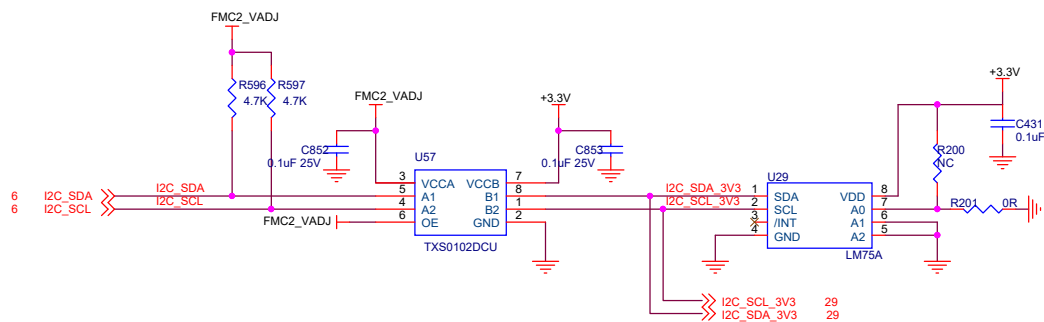 FMC2_VADJ
R596
4.7K
R597
4.7K
FMC2_VADJ
+3.3V
+3.3V
C852
0.1uF 25V
C853
0.1uF 25V
C431
0.1uF
R200
NC
U57
3 VCCA VCCB 7
5 A1 B1 8
4 A2 B2 1
6 OE GND 2
TXS0102DCU
6 I2C_SDA I2C_SDA
6 I2C_SCL I2C_SCL
FMC2_VADJ
I2C_SDA_3V3
I2C_SCL_3V3
U29
1 SDA VDD 8
2 SCL A0 7
3 /INT A1 6
4 GND A2 5
LM75A
R201 0R
I2C_SCL_3V3 29
I2C_SDA_3V3 29